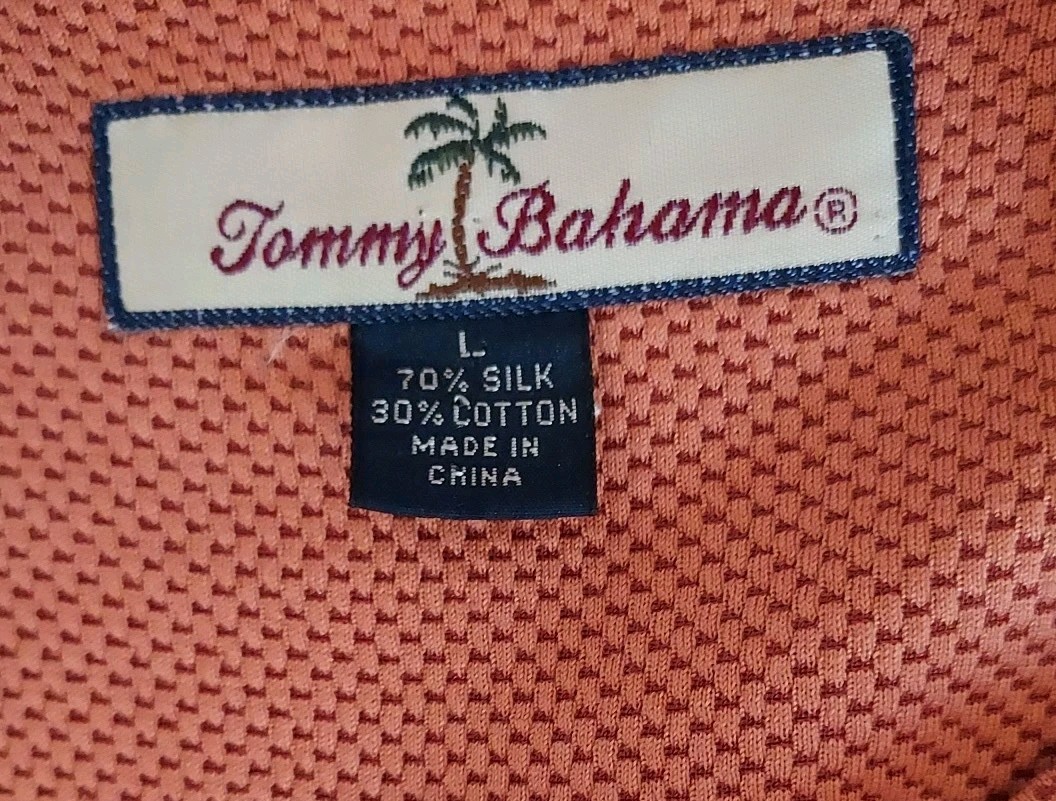 Tommy Bahama®
L
70% SILK
30% COTTON
MADE IN
CHINA